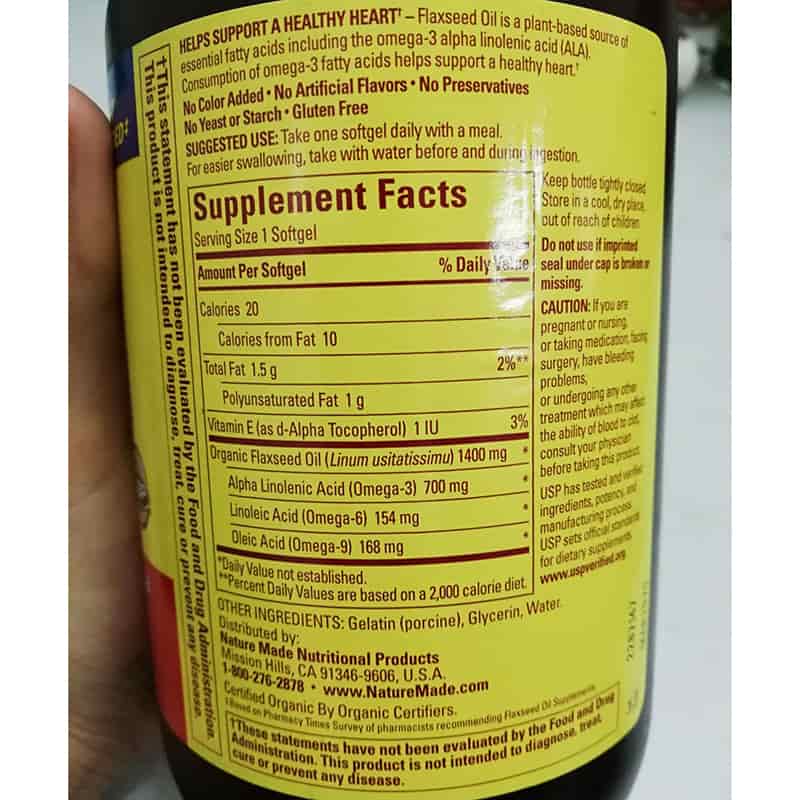 HELPS SUPPORT A HEALTHY HEART† – Flaxseed Oil is a plant-based source of
essential fatty acids including the omega-3 alpha linolenic acid (ALA).
Consumption of omega-3 fatty acids helps support a healthy heart.†
No Color Added • No Artificial Flavors • No Preservatives
No Yeast or Starch • Gluten Free
SUGGESTED USE: Take one softgel daily with a meal.
For easier swallowing, take with water before and during ingestion.
Supplement Facts
Serving Size 1 Softgel
Amount Per Softgel % Daily Value
Calories 20
Calories from Fat 10
Total Fat 1.5 g 2%**
Polyunsaturated Fat 1 g
Vitamin E (as d-Alpha Tocopherol) 1 IU 3%
Organic Flaxseed Oil (Linum usitatissimu) 1400 mg *
Alpha Linolenic Acid (Omega-3) 700 mg *
Linoleic Acid (Omega-6) 154 mg *
Oleic Acid (Omega-9) 168 mg *
*Daily Value not established.
**Percent Daily Values are based on a 2,000 calorie diet.
OTHER INGREDIENTS: Gelatin (porcine), Glycerin, Water.
Distributed by:
Nature Made Nutritional Products
Mission Hills, CA 91346-9606, U.S.A.
1-800-276-2878 • www.NatureMade.com
Certified Organic By Organic Certifiers.
‡Based on Pharmacy Times Survey of pharmacists recommending Flaxseed Oil Supplements.
†These statements have not been evaluated by the Food and Drug
Administration. This product is not intended to diagnose, treat,
cure or prevent any disease.
Keep bottle tightly closed
Store in a cool, dry place,
out of reach of children
Do not use if imprinted
seal under cap is broken or
missing.
CAUTION: If you are
pregnant or nursing,
or taking medication, facing
surgery, have bleeding
problems,
or undergoing any other
treatment which may affect
the ability of blood to clot,
consult your physician
before taking this product.
USP has tested and verified
ingredients, potency, and
manufacturing process.
USP sets official standards
for dietary supplements.
www.uspverified.org
†This statement has not been evaluated by the Food and Drug Administration.
This product is not intended to diagnose, treat, cure or prevent any disease.